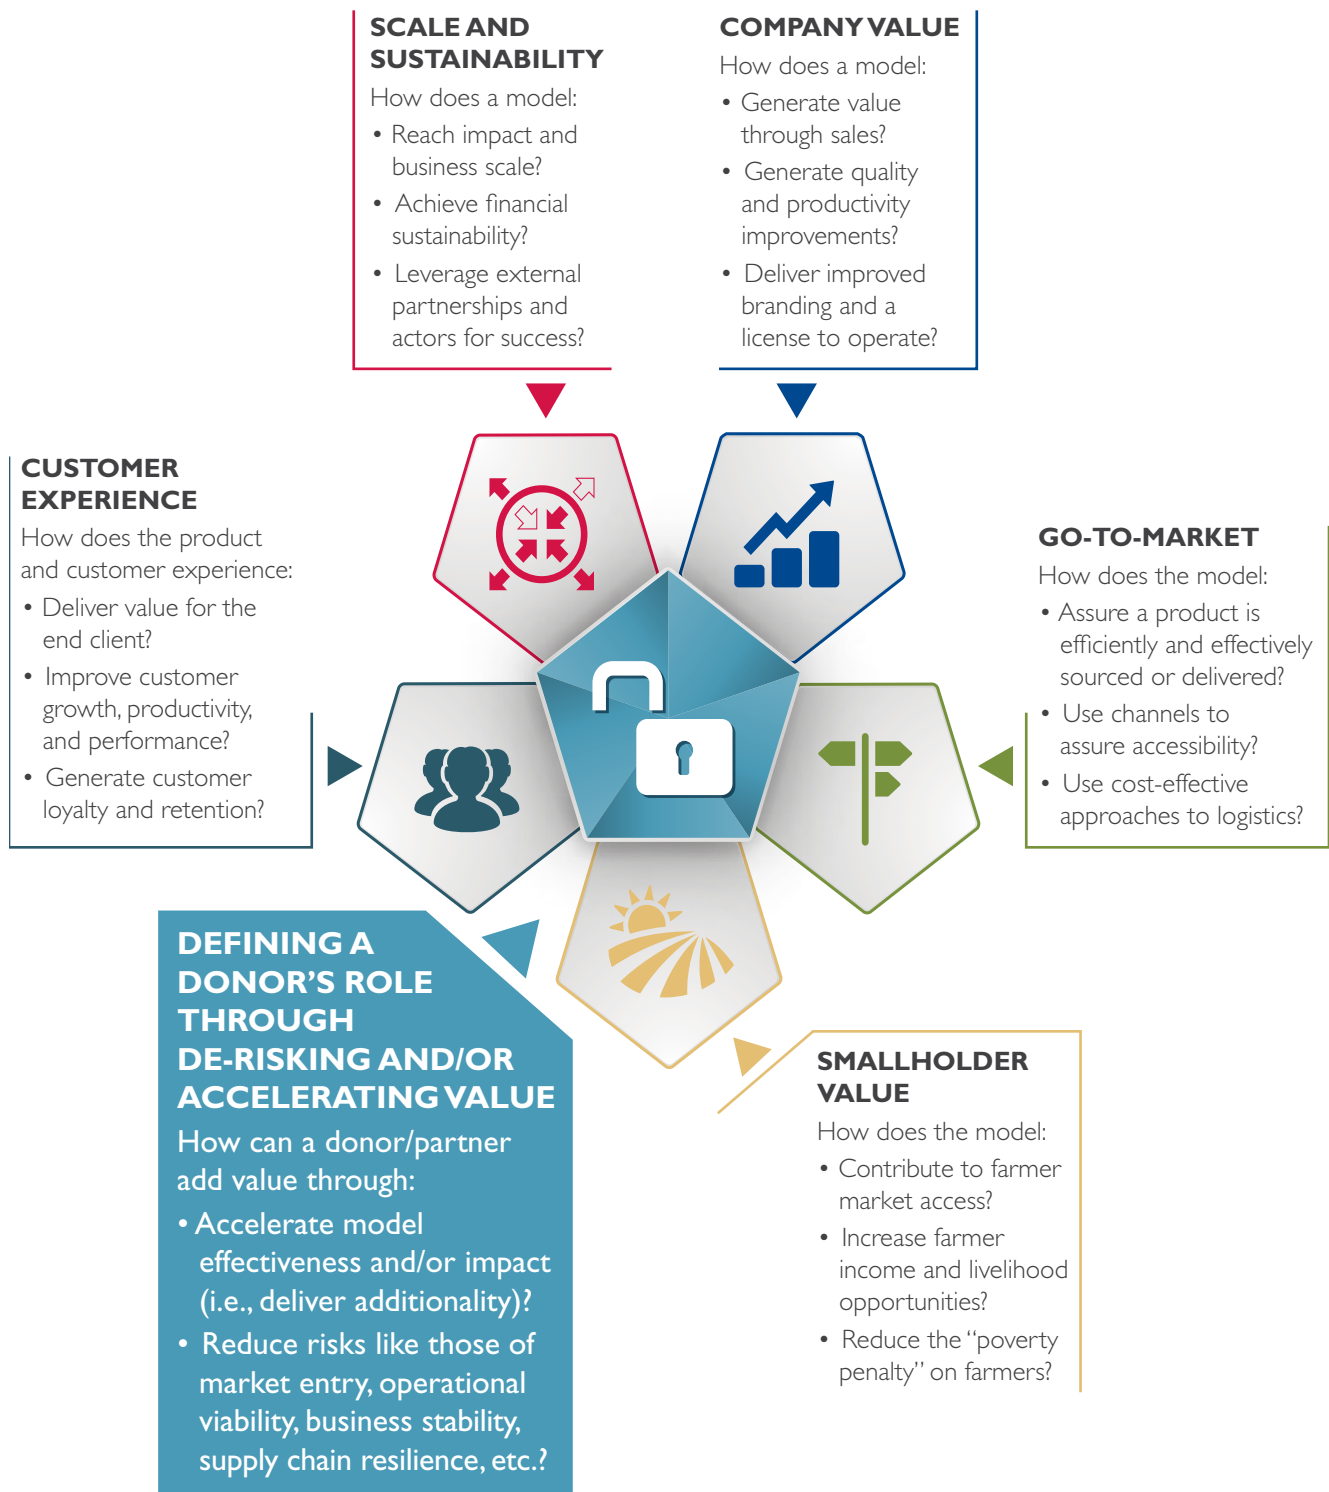 SCALE AND
SUSTAINABILITY
How does a model:
• Reach impact and
business scale?
• Achieve financial
sustainability?
• Leverage external
partnerships and
actors for success?
COMPANY VALUE
How does a model:
• Generate value
through sales?
• Generate quality
and productivity
improvements?
• Deliver improved
branding and a
license to operate?
CUSTOMER
EXPERIENCE
How does the product
and customer experience:
• Deliver value for the
end client?
• Improve customer
growth, productivity,
and performance?
• Generate customer
loyalty and retention?
GO-TO-MARKET
How does the model:
• Assure a product is
efficiently and effectively
sourced or delivered?
• Use channels to
assure accessibility?
• Use cost-effective
approaches to logistics?
DEFINING A
DONOR’S ROLE
THROUGH
DE-RISKING AND/OR
ACCELERATING VALUE
How can a donor/partner
add value through:
• Accelerate model
effectiveness and/or impact
(i.e., deliver additionality)?
• Reduce risks like those of
market entry, operational
viability, business stability,
supply chain resilience, etc.?
SMALLHOLDER
VALUE
How does the model:
• Contribute to farmer
market access?
• Increase farmer
income and livelihood
opportunities?
• Reduce the “poverty
penalty” on farmers?